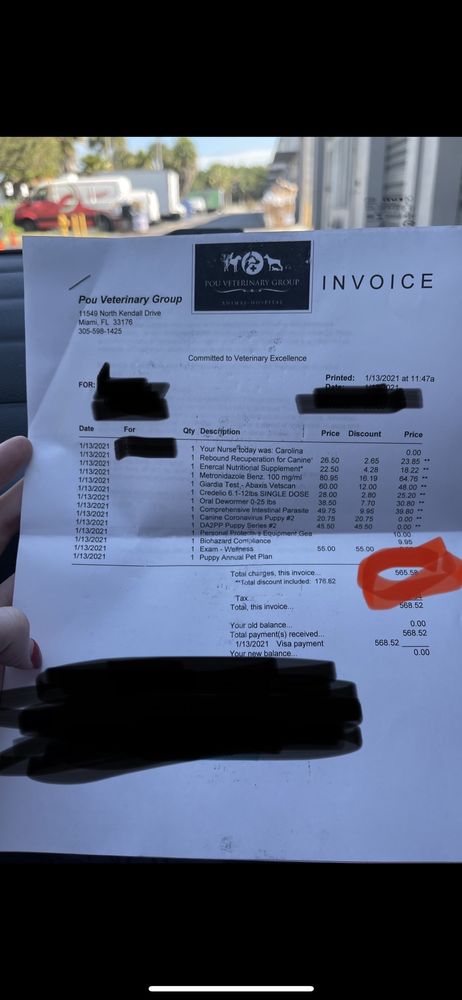 POU VETERINARY GROUP
ANIMAL HOSPITAL
INVOICE
Pou Veterinary Group
11549 North Kendall Drive
Miami, FL 33176
305-598-1425
Committed to Veterinary Excellence
FOR:
Printed: 1/13/2021 at 11:47a
Date:
Date For Qty Description Price Discount Price
1/13/2021 1 Your Nurse today was: Carolina 0.00
1/13/2021 1 Rebound Recuperation for Canine* 26.50 2.65 23.85 **
1/13/2021 1 Enercal Nutritional Supplement* 22.50 4.28 18.22 **
1/13/2021 1 Metronidazole Benz. 100 mg/ml 80.95 16.19 64.76 **
1/13/2021 1 Giardia Test - Abaxis Vetscan 60.00 12.00 48.00 **
1/13/2021 1 Credelio 6.1-12lbs SINGLE DOSE 28.00 2.80 25.20 **
1/13/2021 1 Oral Dewormer 0-25 lbs 38.50 7.70 30.80 **
1/13/2021 1 Comprehensive Intestinal Parasite 49.75 9.95 39.80 **
1/13/2021 1 Canine Coronavirus Puppy #2 20.75 20.75 0.00 **
1/13/2021 1 DA2PP Puppy Series #2 45.50 45.50 0.00 **
1/13/2021 1 Personal Protective Equipment Gea 10.00
1/13/2021 1 Biohazard Compliance 9.95
1/13/2021 1 Exam - Wellness 55.00 55.00
1/13/2021 1 Puppy Annual Pet Plan
Total charges, this invoice... 565.58
**Total discount included: 176.82
Tax...
Total, this invoice... 568.52
Your old balance... 0.00
Total payment(s) received... 568.52
1/13/2021 Visa payment 568.52
Your new balance... 0.00